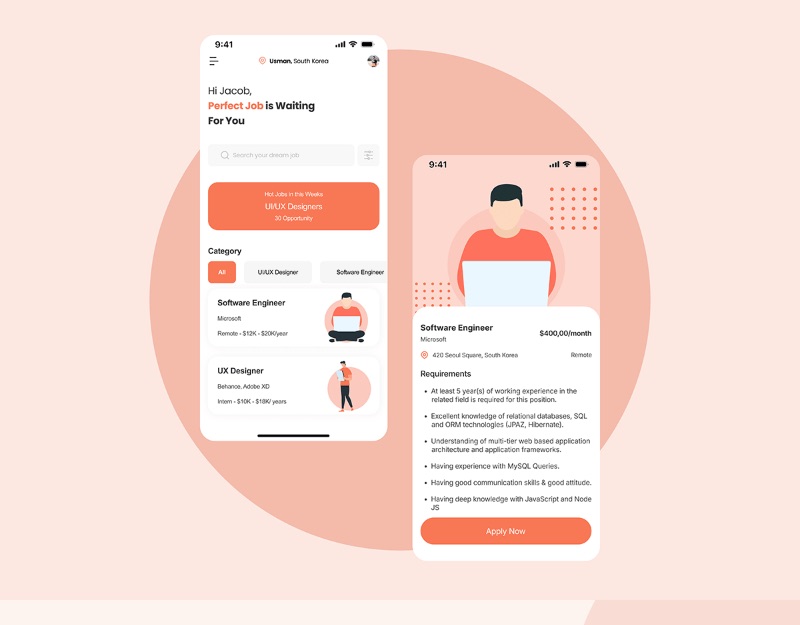 9:41
Usman, South Korea
Hi Jacob,
Perfect Job is Waiting
For You
Search your dream job
Hot Jobs in this Weeks
UI/UX Designers
30 Opportunity
Category
All
UI/UX Designer
Software Engineer
Software Engineer
Microsoft
Remote - $12K - $20K/year
UX Designer
Behance, Adobe XD
Intern - $10K - $18K/ years
9:41
Software Engineer
$400,00/month
Microsoft
420 Seoul Square, South Korea
Remote
Requirements
• At least 5 year(s) of working experience in the
related field is required for this position.
• Excellent knowledge of relational databases, SQL
and ORM technologies (JPAZ, Hibernate).
• Understanding of multi-tier web based application
architecture and application frameworks.
• Having experience with MySQL Queries.
• Having good communication skills & good attitude.
• Having deep knowledge with JavaScript and Node
JS
Apply Now